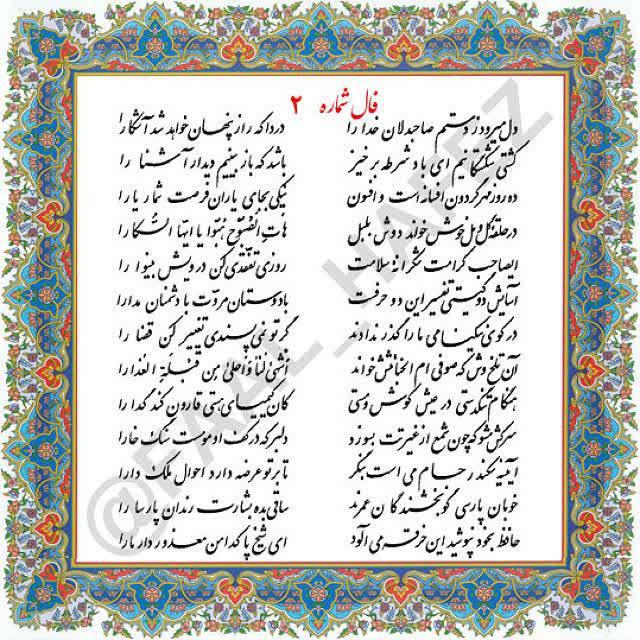 فال شماره ۲
دل میرود ز دستم صاحبدلان خدا را دردا که راز پنهان خواهد شد آشکارا
کشتی شکستگانیم ای باد شرطه برخیز باشد که باز بینیم دیدار آشنا را
ده روز مهر گردون افسانه است و افسون نیکی بجای یاران فرصت شمار یارا
در حلقه گل و مل خوش خواند دوش بلبل هات الصبوح هبوا یا ایها السکارا
ای صاحب کرامت شکرانه سلامت روزی تفقدی کن درویش بینوا را
آسایش دو گیتی تفسیر این دو حرفست با دوستان مروت با دشمنان مدارا
در کوی نیکنامی ما را گذر ندادند گر تو نمی پسندی تغییر کن قضا را
آن تلخ وش که صوفی ام الخبائثش خواند اشهی لنا و احلی من قبلة العذارا
هنگام تنگدستی در عیش کوش و مستی کان کیمیای هستی قارون کند گدا را
سرکش مشو که چون شمع از غیرتت بسوزد دلبر که در کف او مومست سنگ خارا
آیینه سکندر جام می است بنگر تا بر تو عرضه دارد احوال ملک دارا
خوبان پارسی گو بخشندگان عمرند ساقی بده بشارت رندان پارسا را
حافظ بخود نپوشید این خرقه می آلود ای شیخ پاکدامن معذور دار ما را
@FAAL_HAFEZ